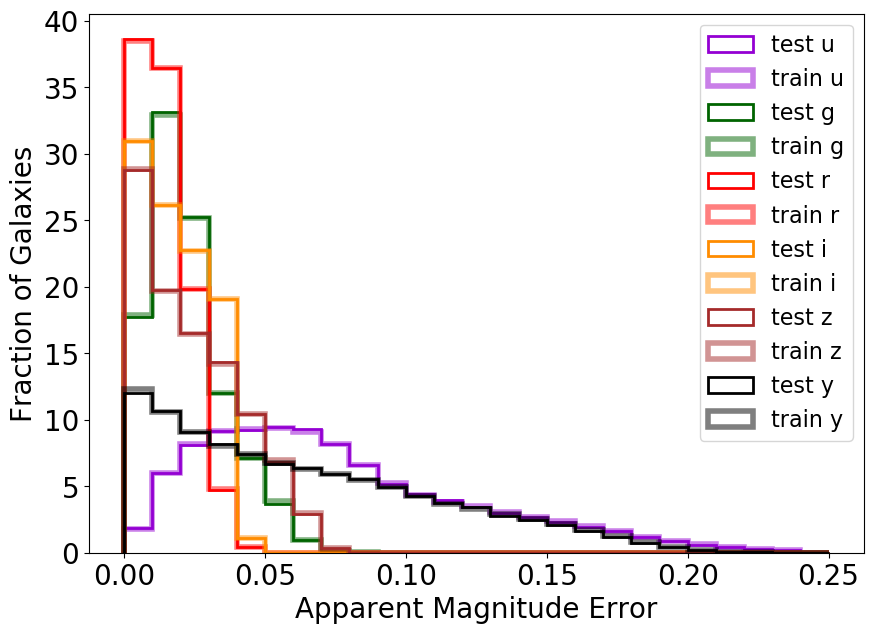 40
35
30
25
20
15
10
5
0
Fraction of Galaxies
0.00 0.05 0.10 0.15 0.20 0.25
Apparent Magnitude Error
test u
train u
test g
train g
test r
train r
test i
train i
test z
train z
test y
train y